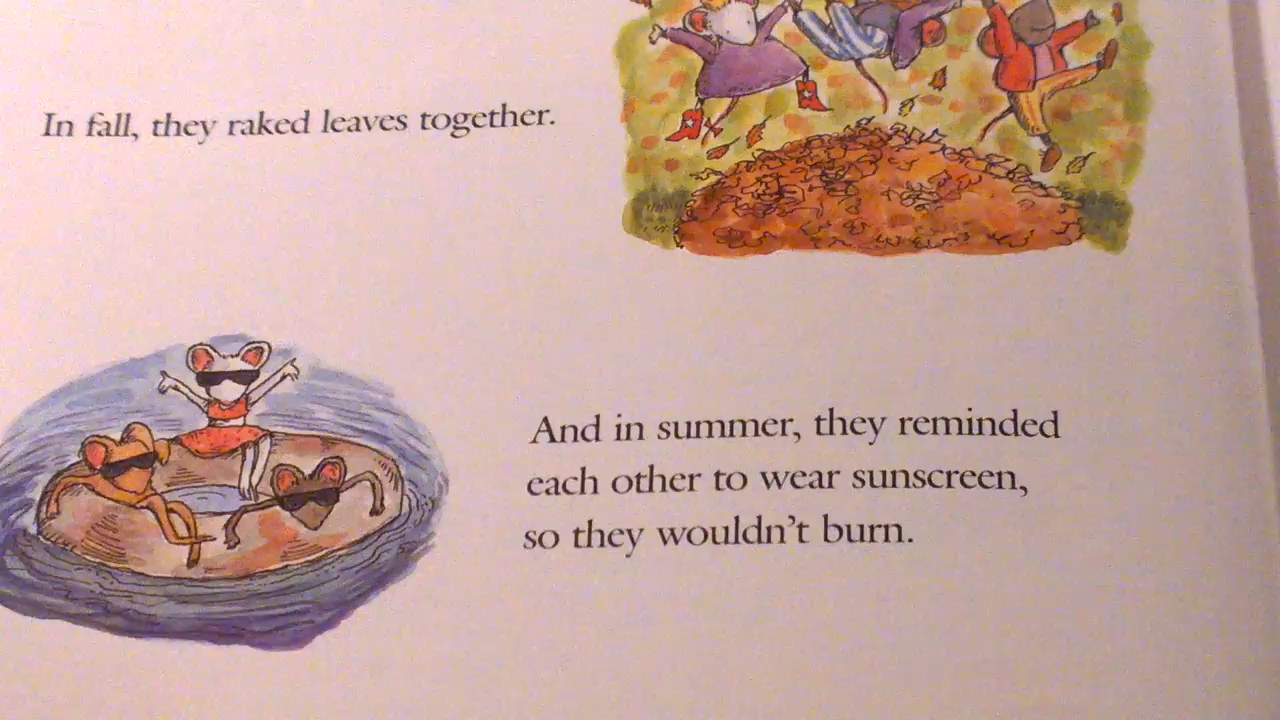 In fall, they raked leaves together.
And in summer, they reminded
each other to wear sunscreen,
so they wouldn't burn.